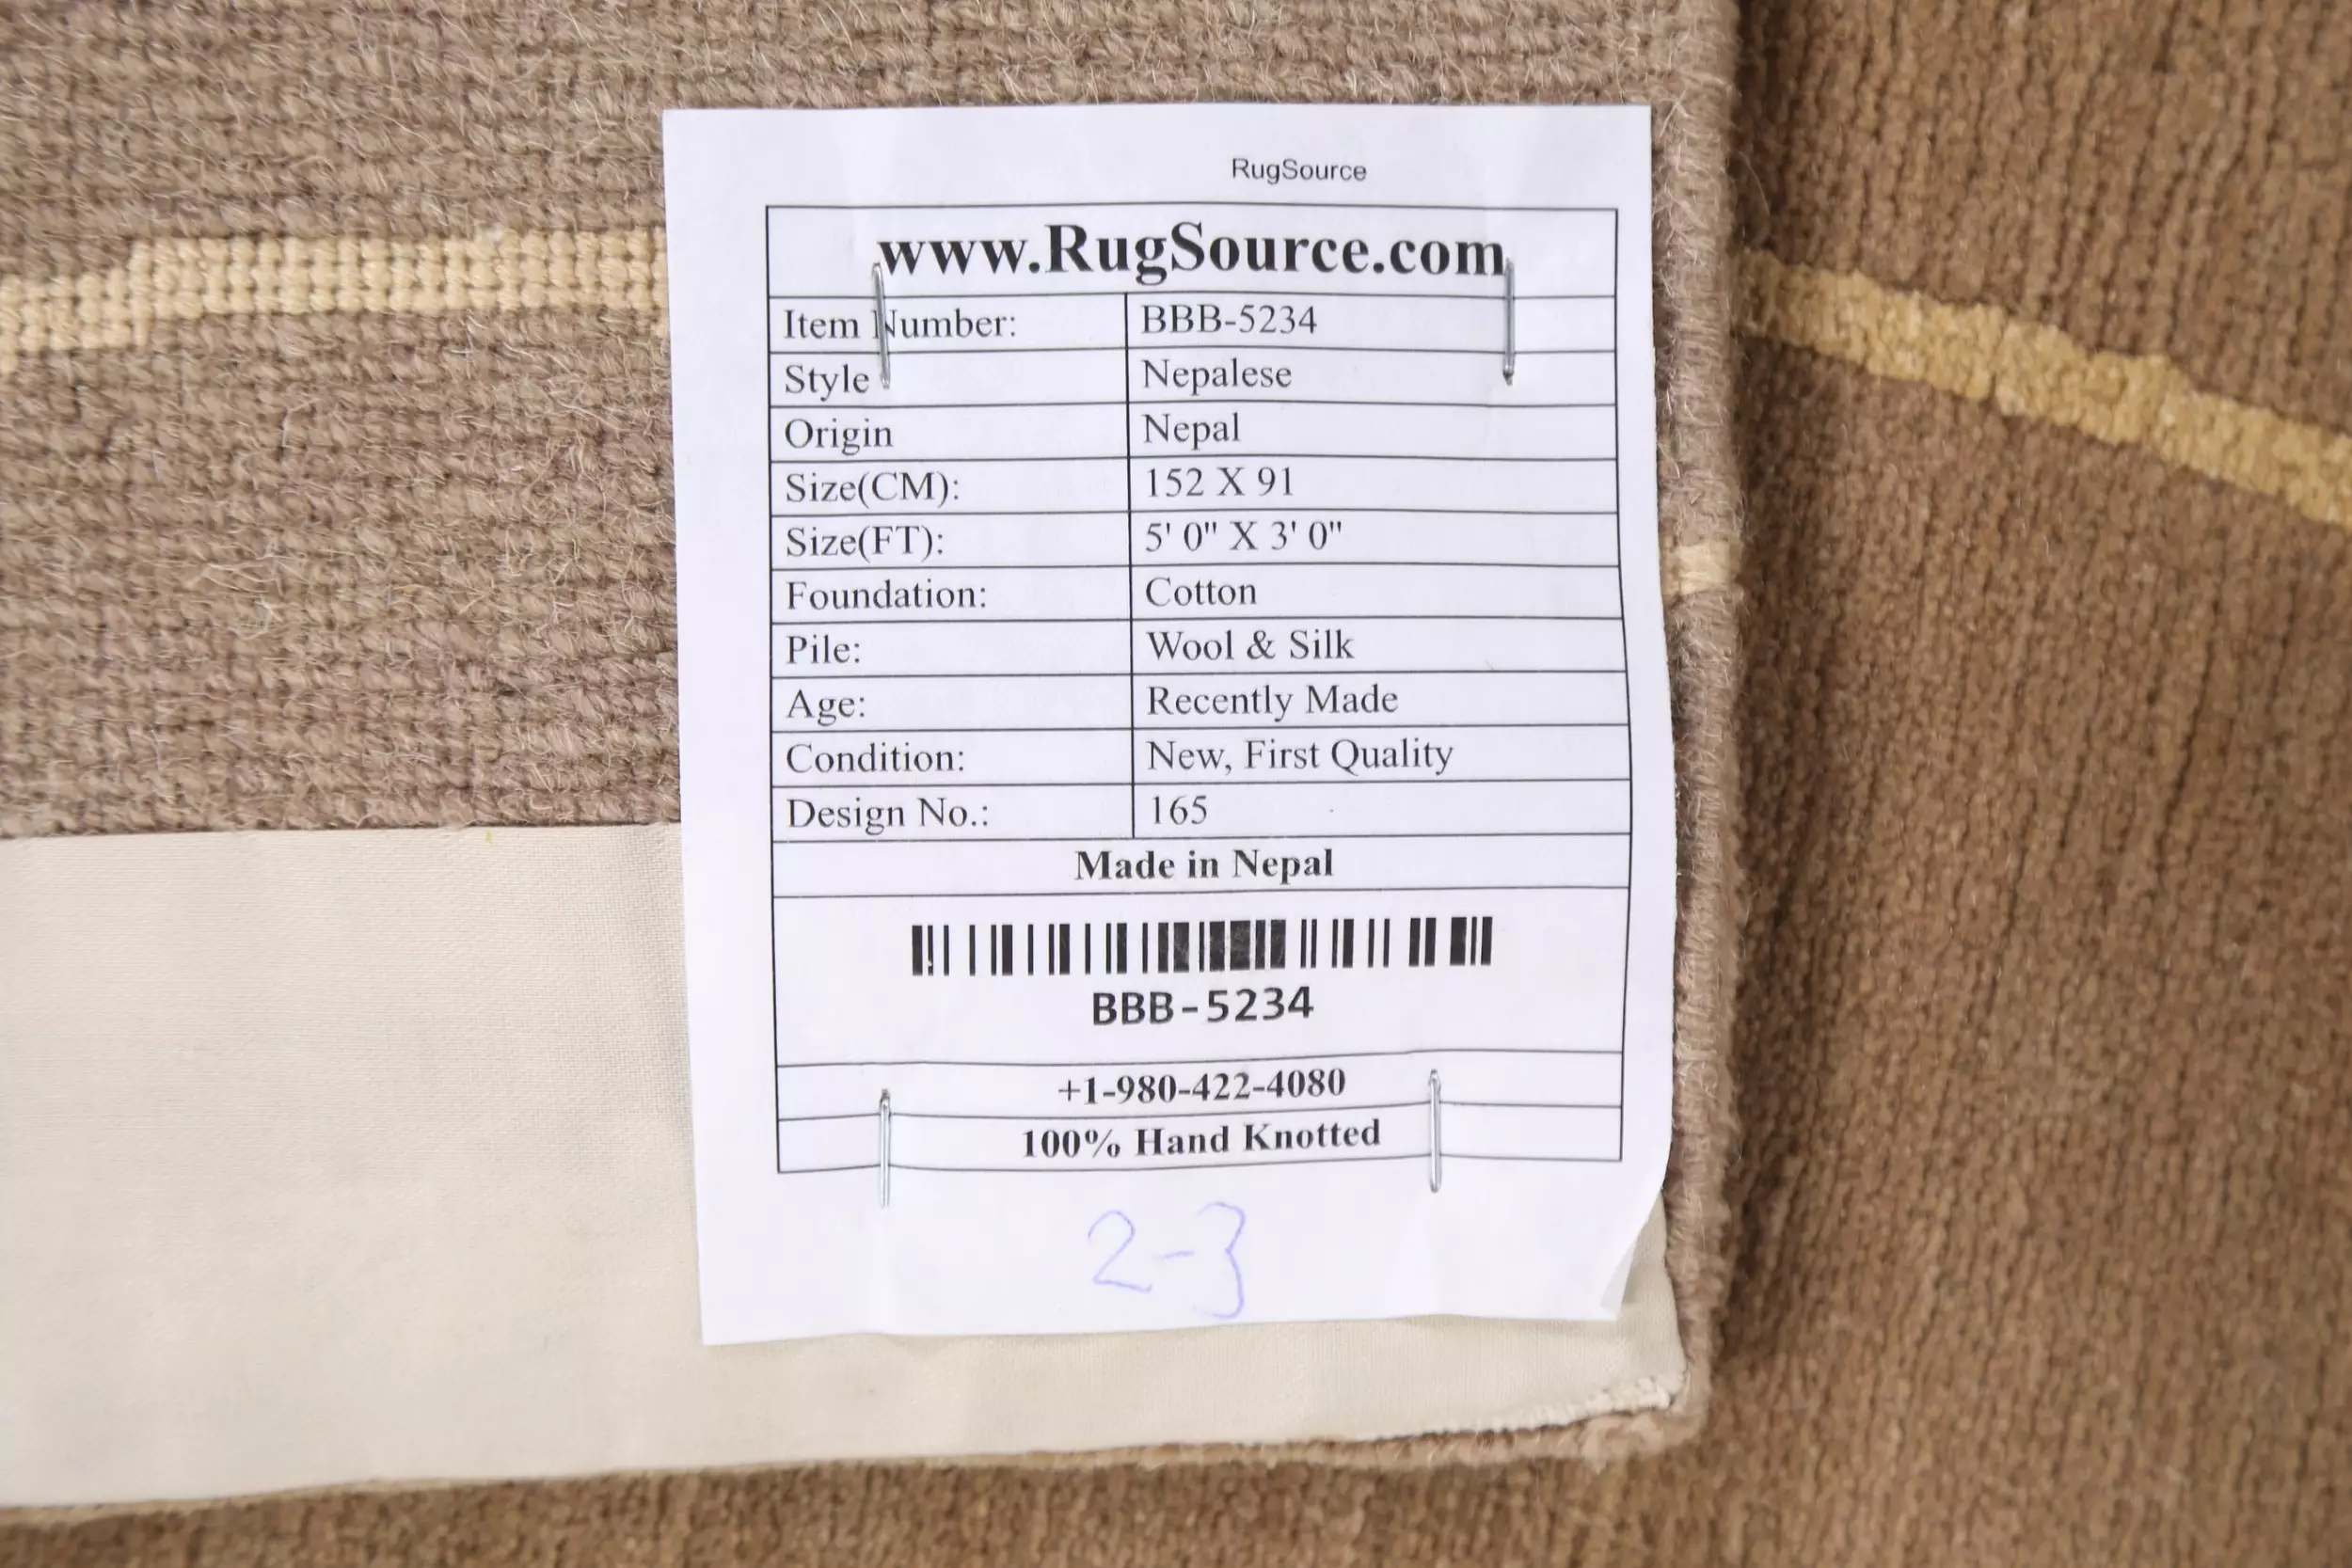 RugSource
www.RugSource.com
Item Number: BBB-5234
Style Nepalese
Origin Nepal
Size(CM): 152 X 91
Size(FT): 5' 0" X 3' 0"
Foundation: Cotton
Pile: Wool & Silk
Age: Recently Made
Condition: New, First Quality
Design No.: 165
Made in Nepal
BBB-5234
+1-980-422-4080
100% Hand Knotted
2-3